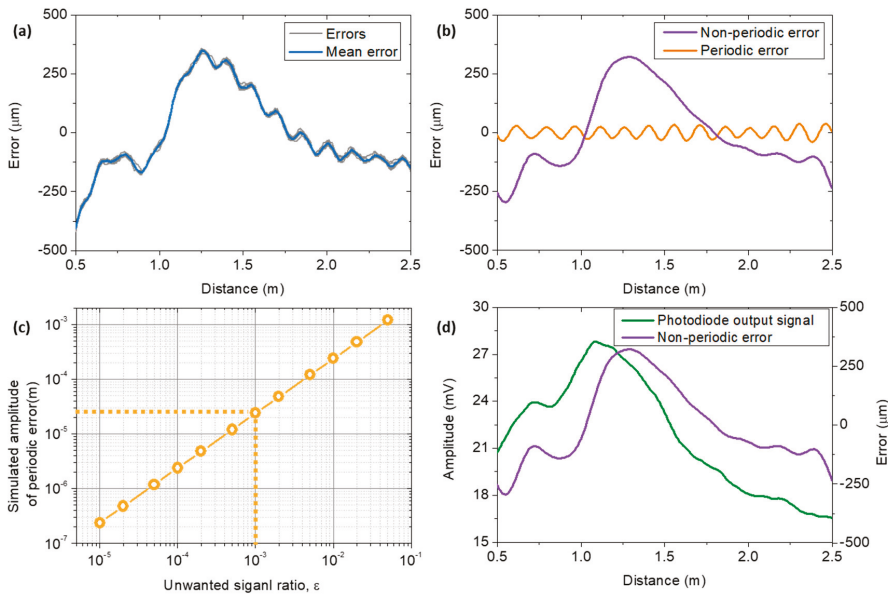 (a)
Errors
Mean error
500
250
0
-250
-500
Error (μm)
0.5
1.0
1.5
2.0
2.5
Distance (m)
(b)
Non-periodic error
Periodic error
500
250
0
-250
-500
Error (μm)
0.5
1.0
1.5
2.0
2.5
Distance (m)
(c)
10-3
10-4
10-5
10-6
10-7
Simulated amplitude
of periodic error(m)
10-5
10-4
10-3
10-2
10-1
Unwanted siganl ratio, ε
(d)
Photodiode output signal
Non-periodic error
30
27
24
21
18
15
Amplitude (mV)
500
250
0
-250
-500
Error (μm)
0.5
1.0
1.5
2.0
2.5
Distance (m)